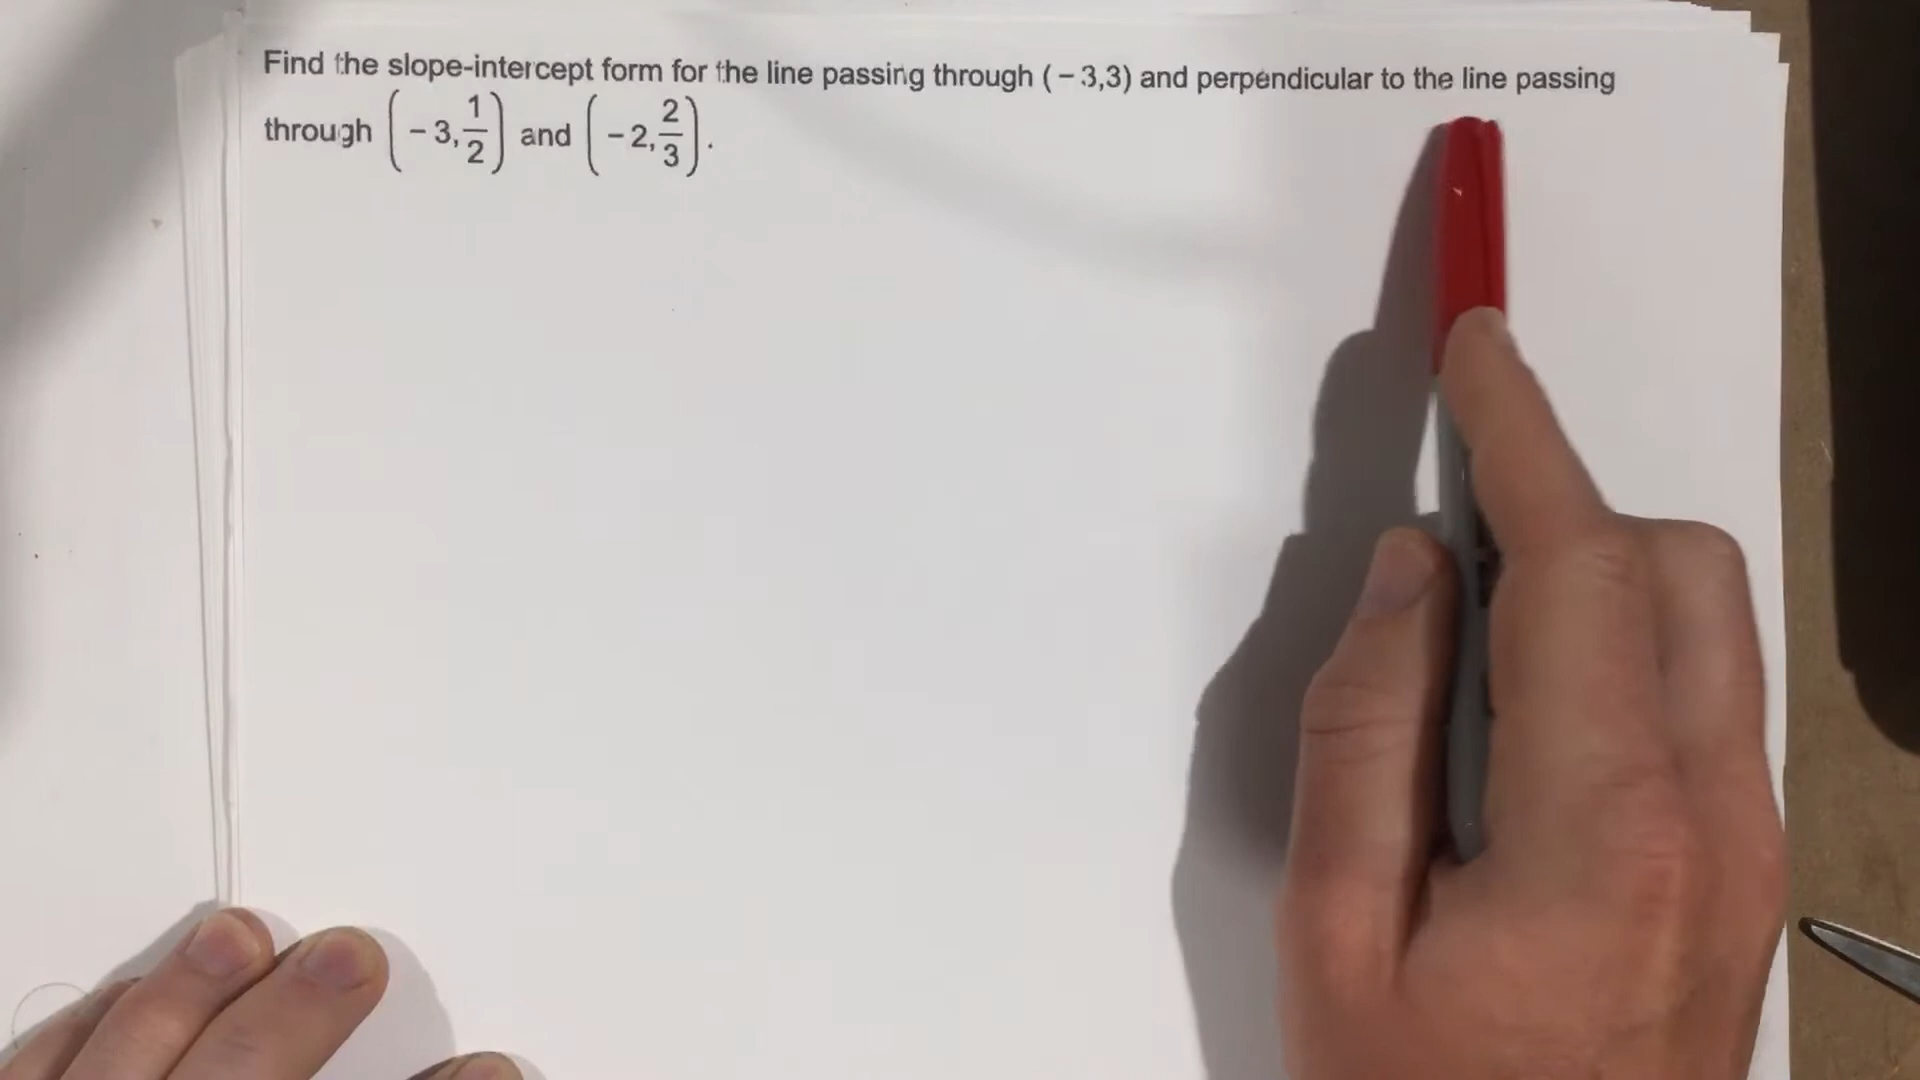 Find the slope-intercept form for the line passing through (−3,3) and perpendicular to the line passing
through (−3, 1/2) and (−2, 2/3).